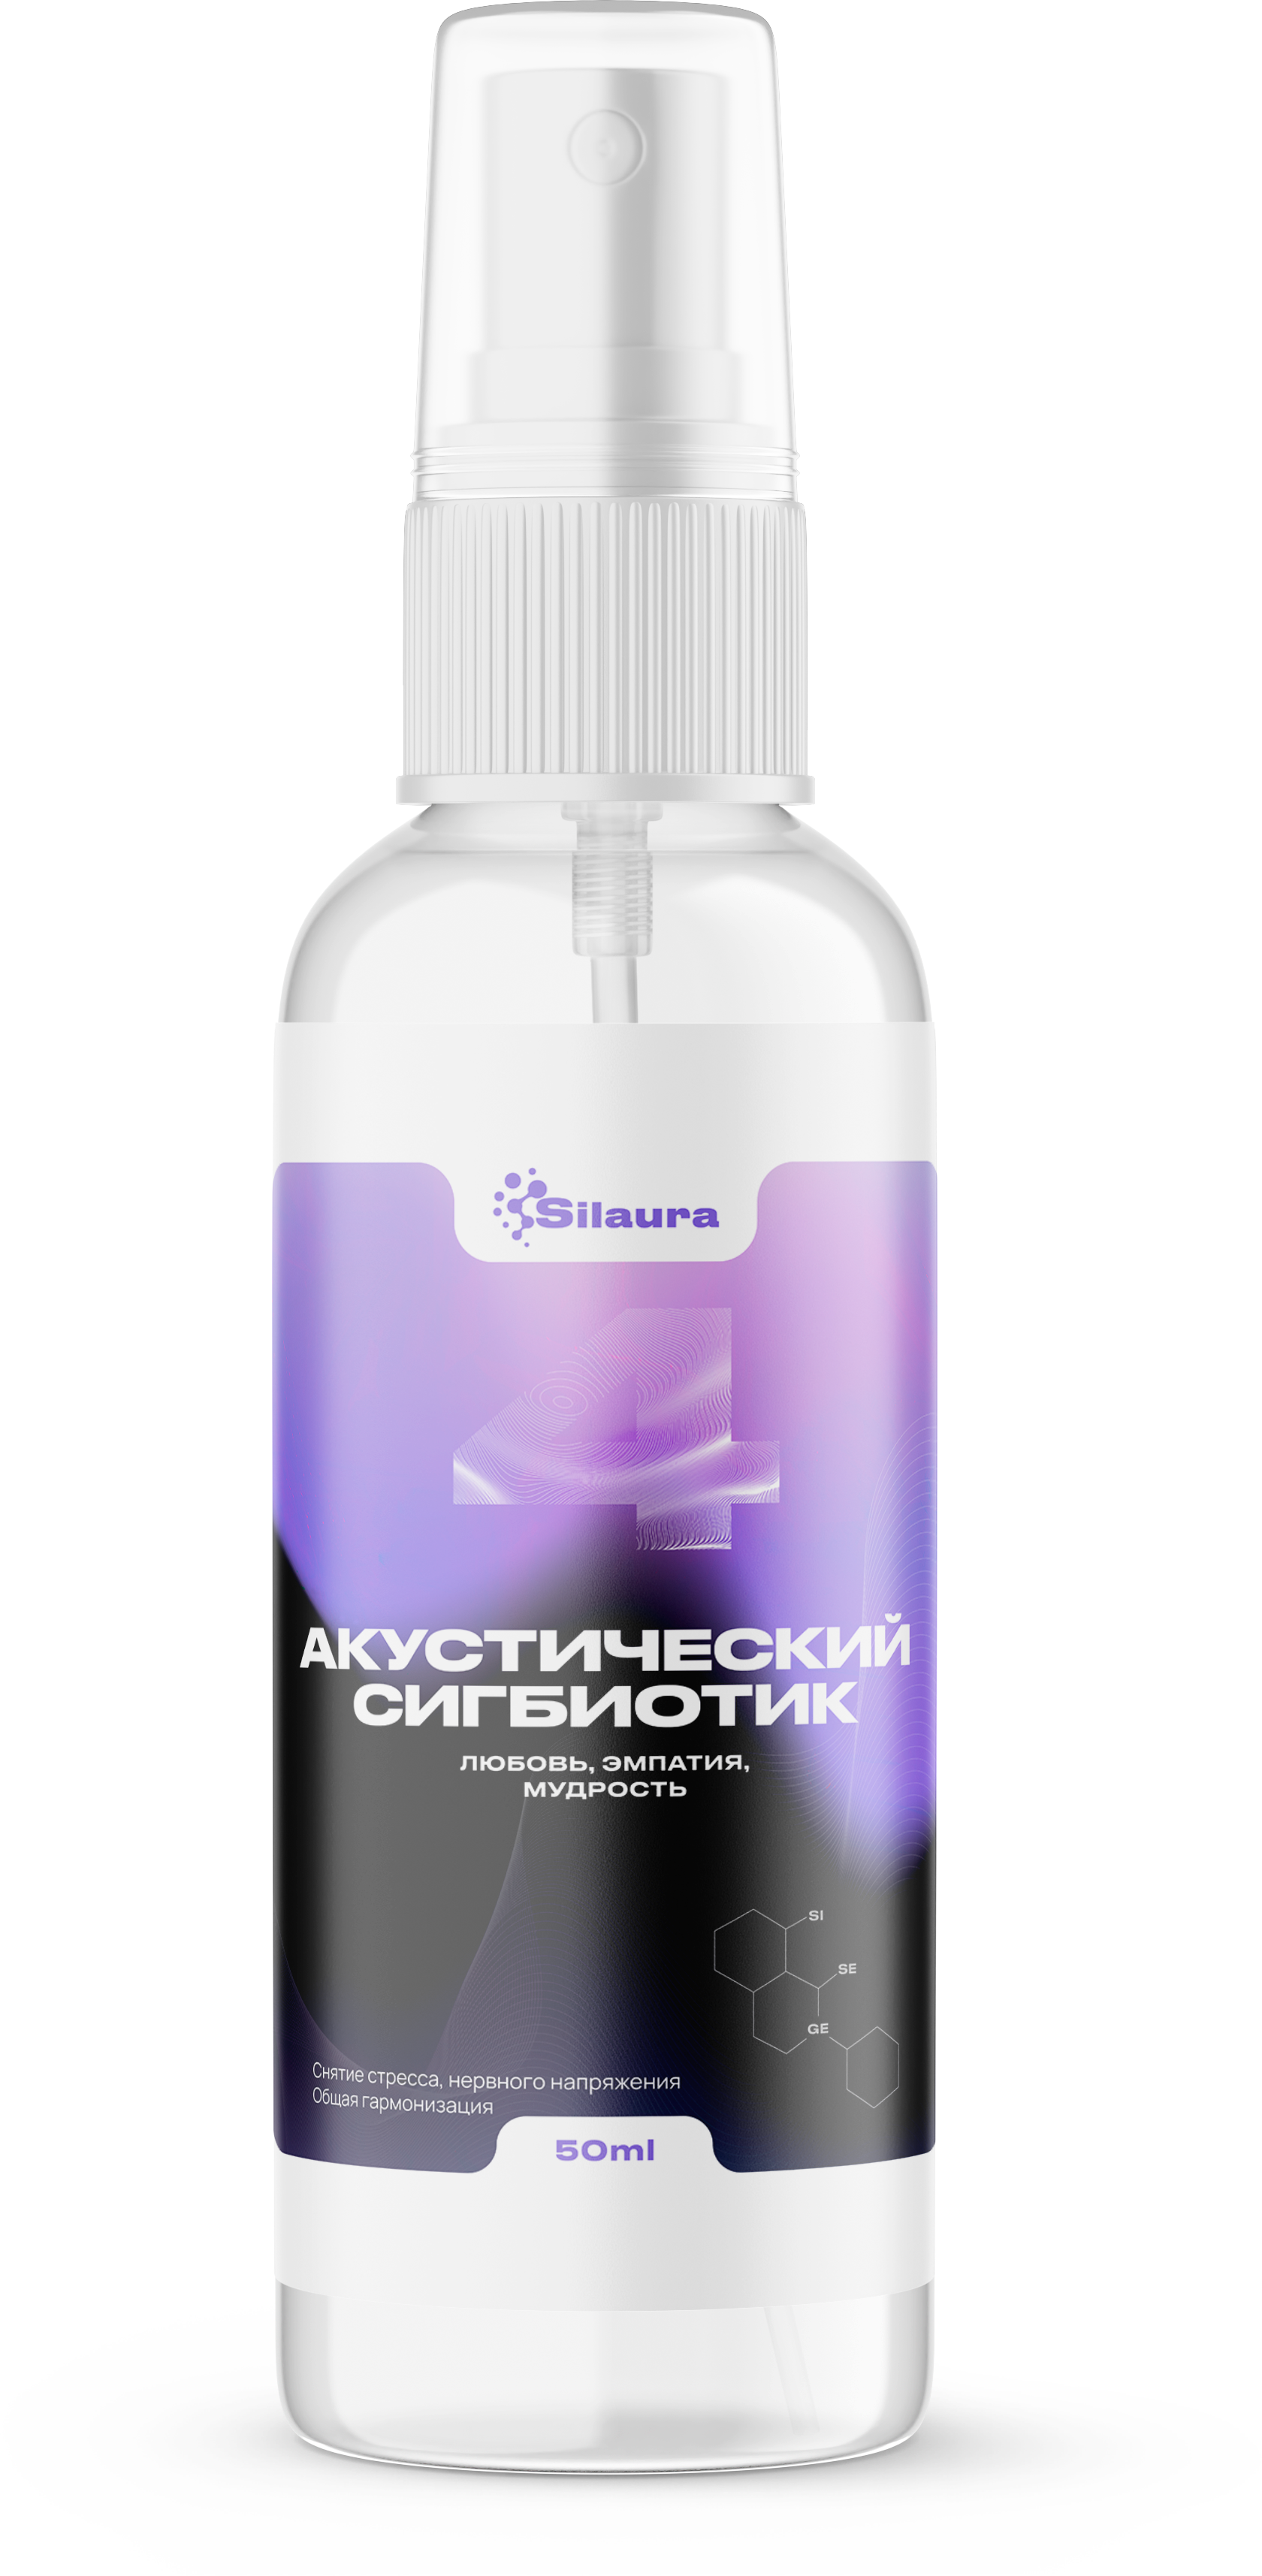 Silaura
4
АКУСТИЧЕСКИЙ
СИГБИОТИК
ЛЮБОВЬ, ЭМПАТИЯ,
МУДРОСТЬ
SI
SE
GE
Снятие стресса, нервного напряжения
Общая гармонизация
50ml